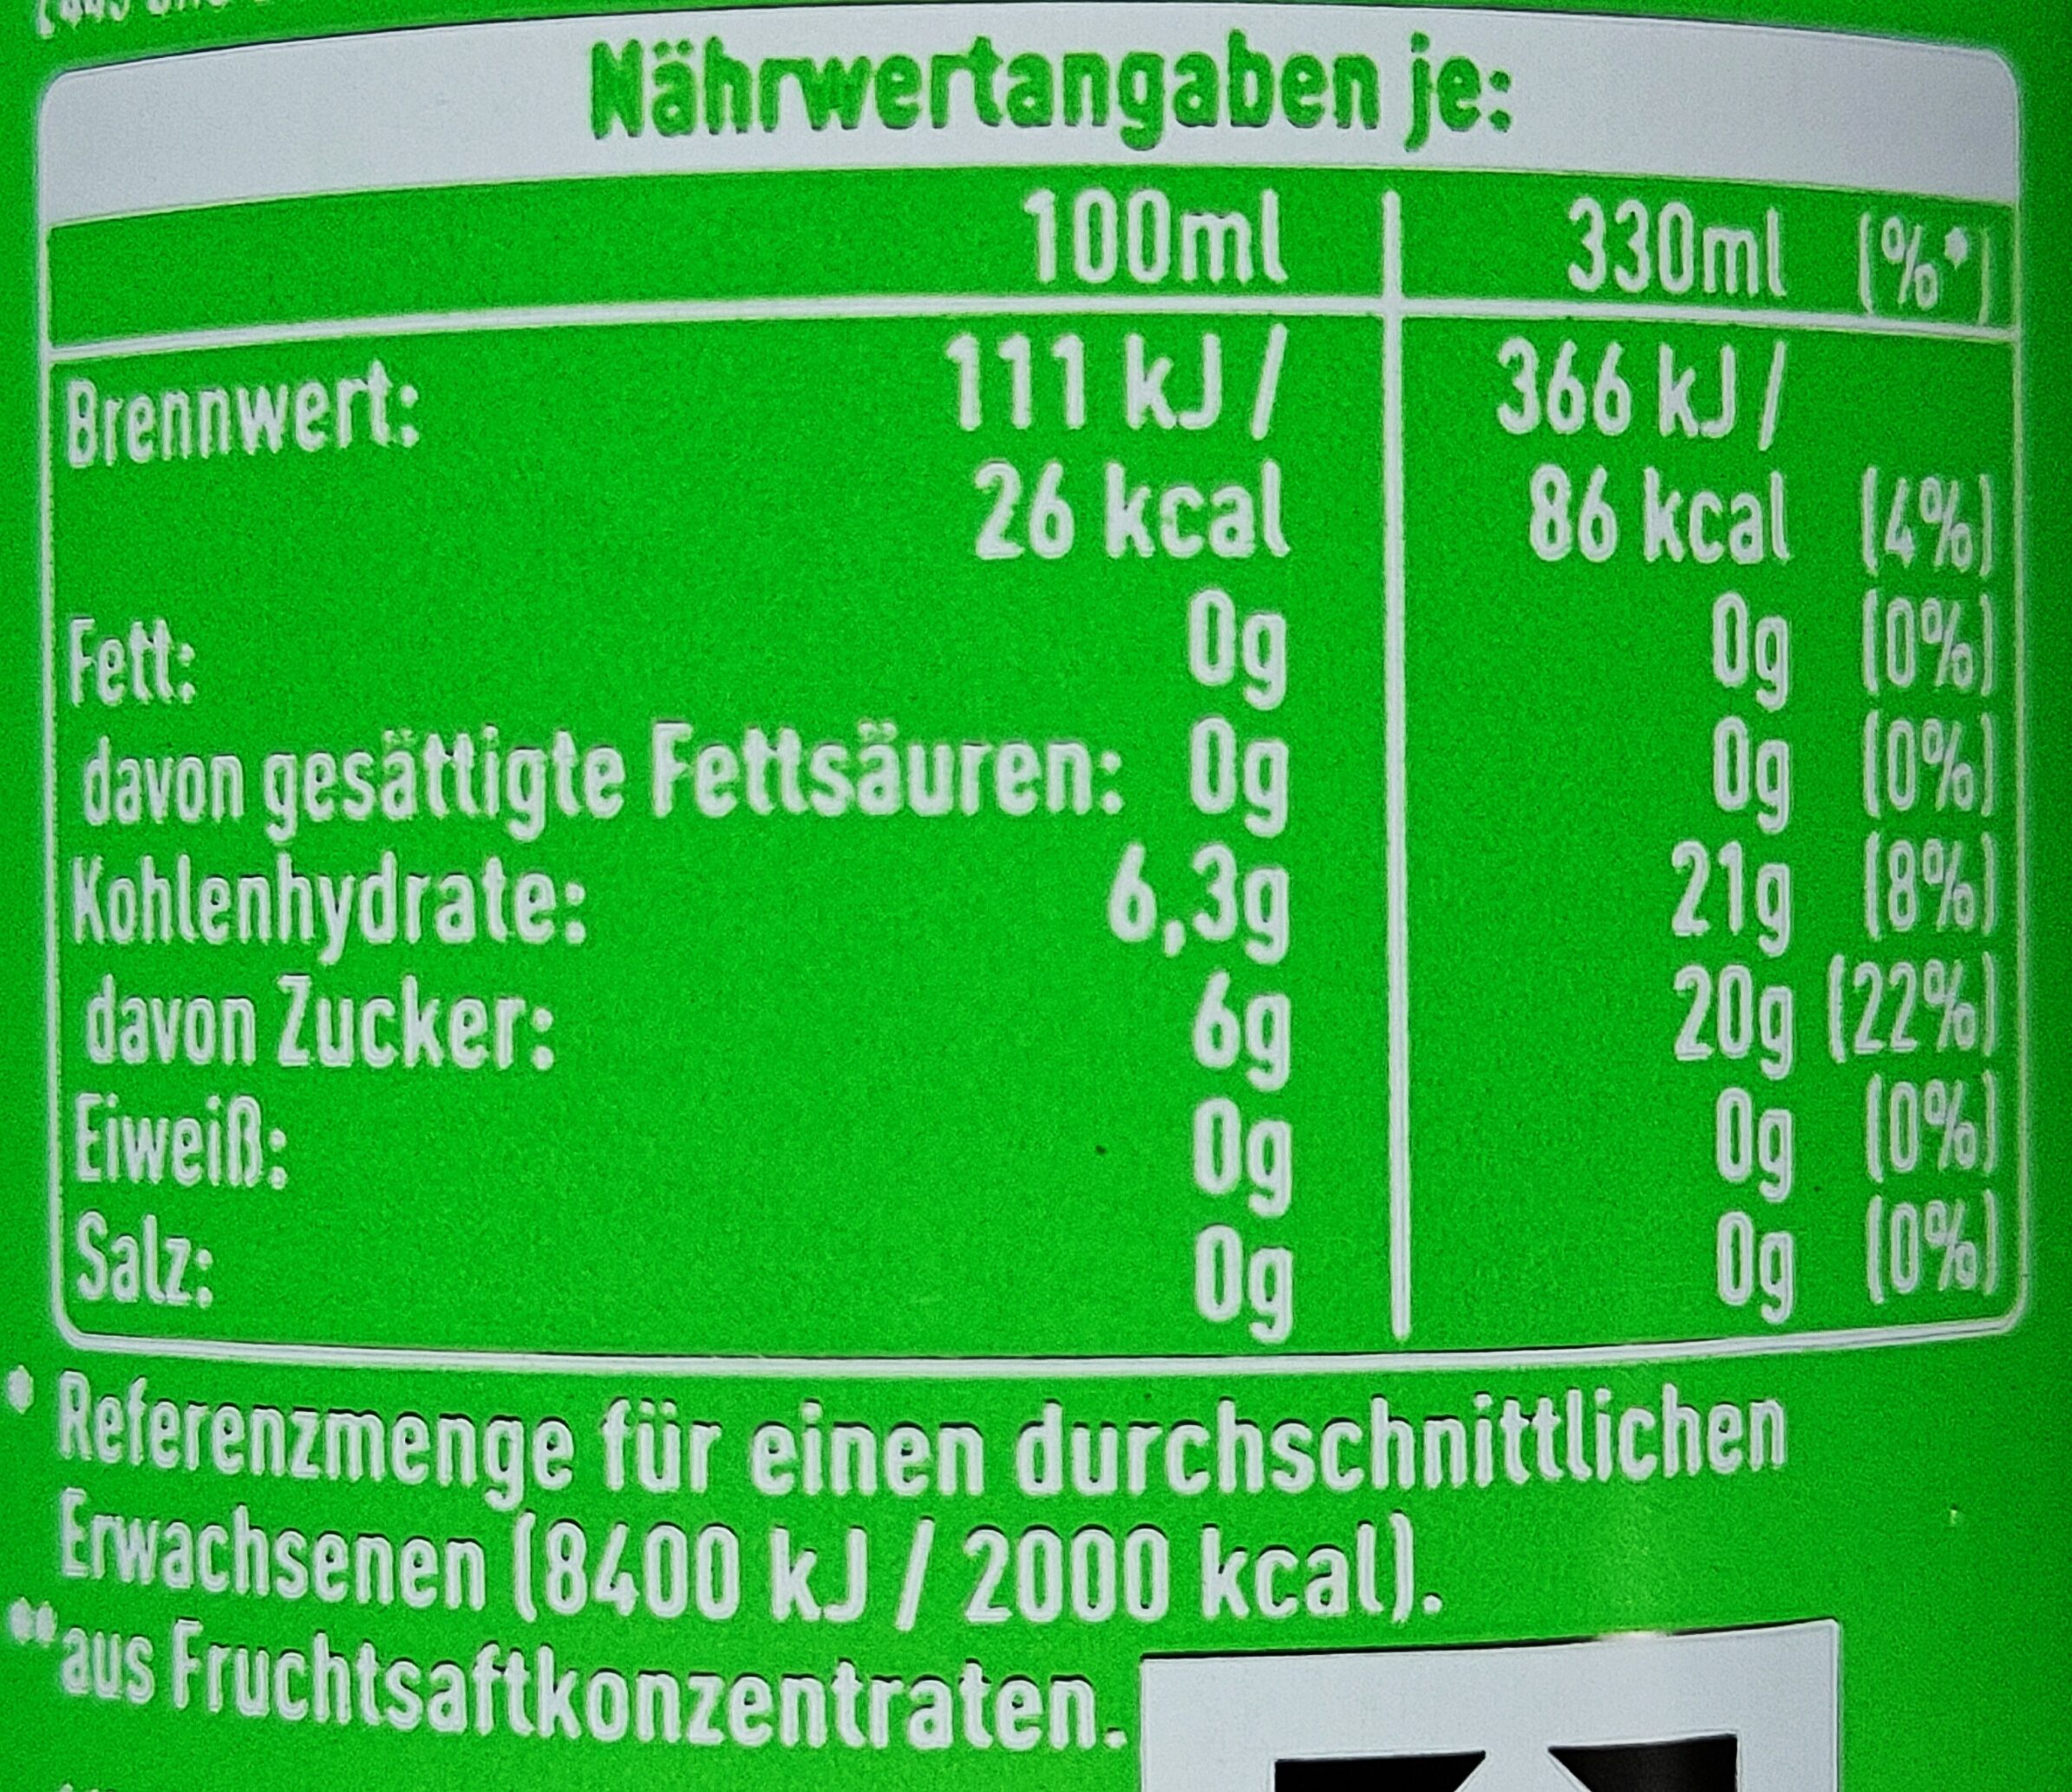 Nährwertangaben je:
100ml 330ml (%*)
Brennwert: 111 kJ / 366 kJ /
26 kcal 86 kcal (4%)
Fett: 0g 0g (0%)
davon gesättigte Fettsäuren: 0g 0g (0%)
Kohlenhydrate: 6,3g 21g (8%)
davon Zucker: 6g 20g (22%)
Eiweiß: 0g 0g (0%)
Salz: 0g 0g (0%)
* Referenzmenge für einen durchschnittlichen
Erwachsenen (8400 kJ / 2000 kcal).
**aus Fruchtsaftkonzentraten.